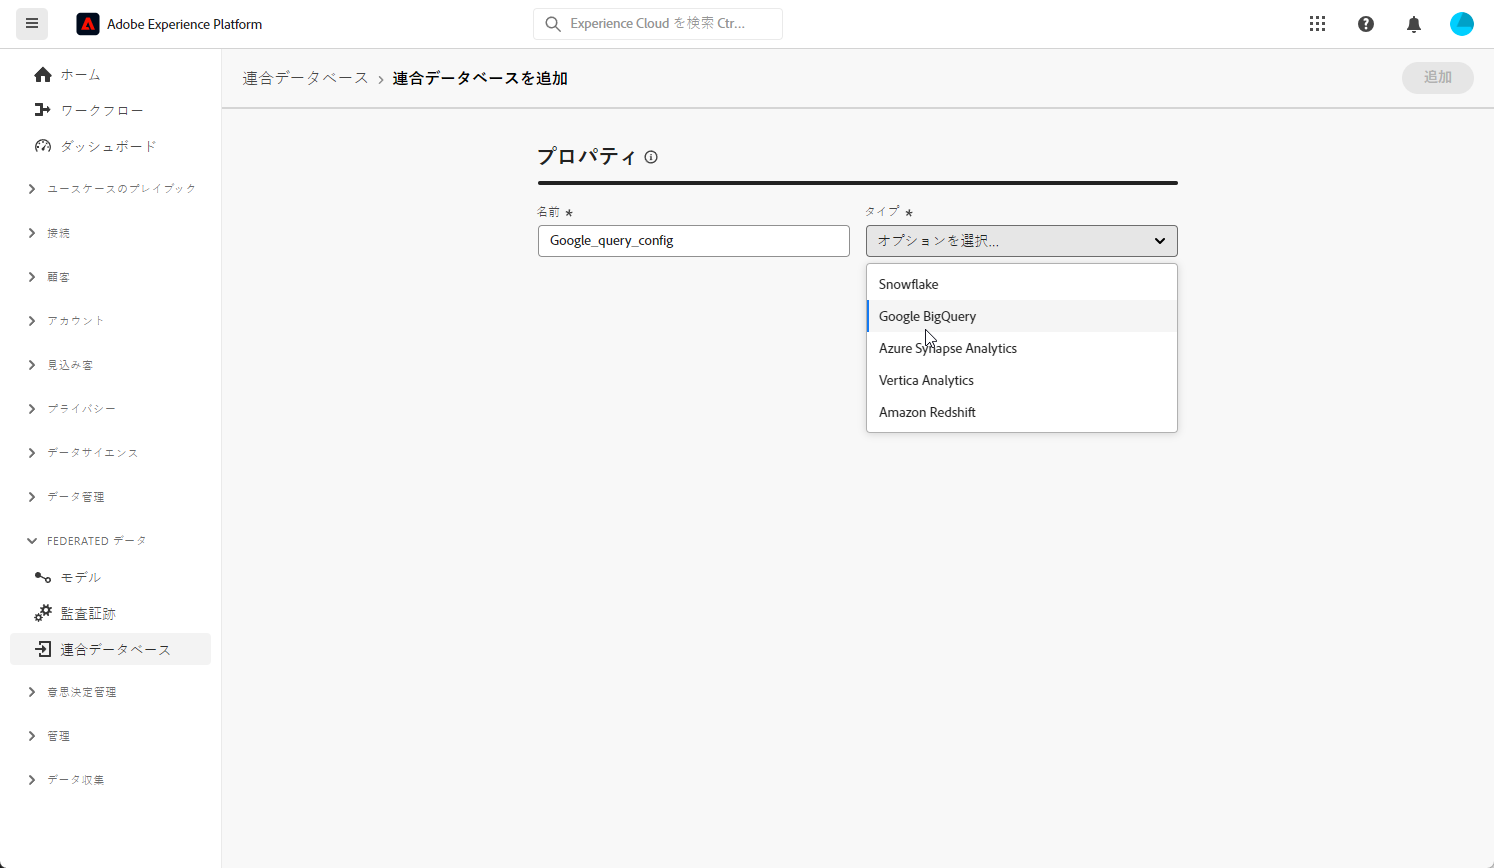 Adobe Experience Platform
Experience Cloud を検索 Ctr...
ホーム
ワークフロー
ダッシュボード
ユースケースのプレイブック
接続
顧客
アカウント
見込み客
プライバシー
データサイエンス
データ管理
FEDERATED データ
モデル
監査証跡
連合データベース
意思決定管理
管理
データ収集
連合データベース > 連合データベースを追加
追加
プロパティ
名前 *
Google_query_config
タイプ *
オプションを選択...
Snowflake
Google BigQuery
Azure Synapse Analytics
Vertica Analytics
Amazon Redshift